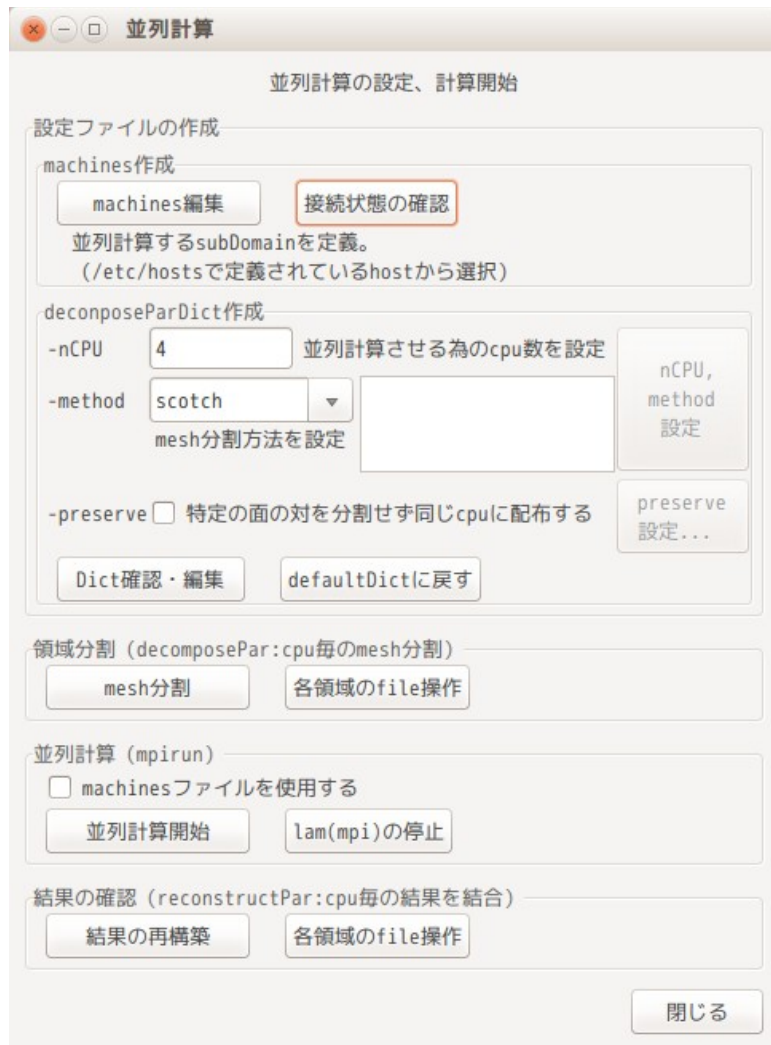 並列計算
並列計算の設定、計算開始
設定ファイルの作成
machines作成
machines編集
接続状態の確認
並列計算するsubDomainを定義。
(/etc/hostsで定義されているhostから選択)
deconposeParDict作成
-nCPU
4
並列計算させる為のcpu数を設定
nCPU,
method
設定
-method
scotch
mesh分割方法を設定
-preserve
特定の面の対を分割せず同じcpuに配布する
preserve
設定...
Dict確認・編集
defaultDictに戻す
領域分割 (decomposePar:cpu毎のmesh分割)
mesh分割
各領域のfile操作
並列計算 (mpirun)
machinesファイルを使用する
並列計算開始
lam(mpi)の停止
結果の確認 (reconstructPar:cpu毎の結果を結合)
結果の再構築
各領域のfile操作
閉じる